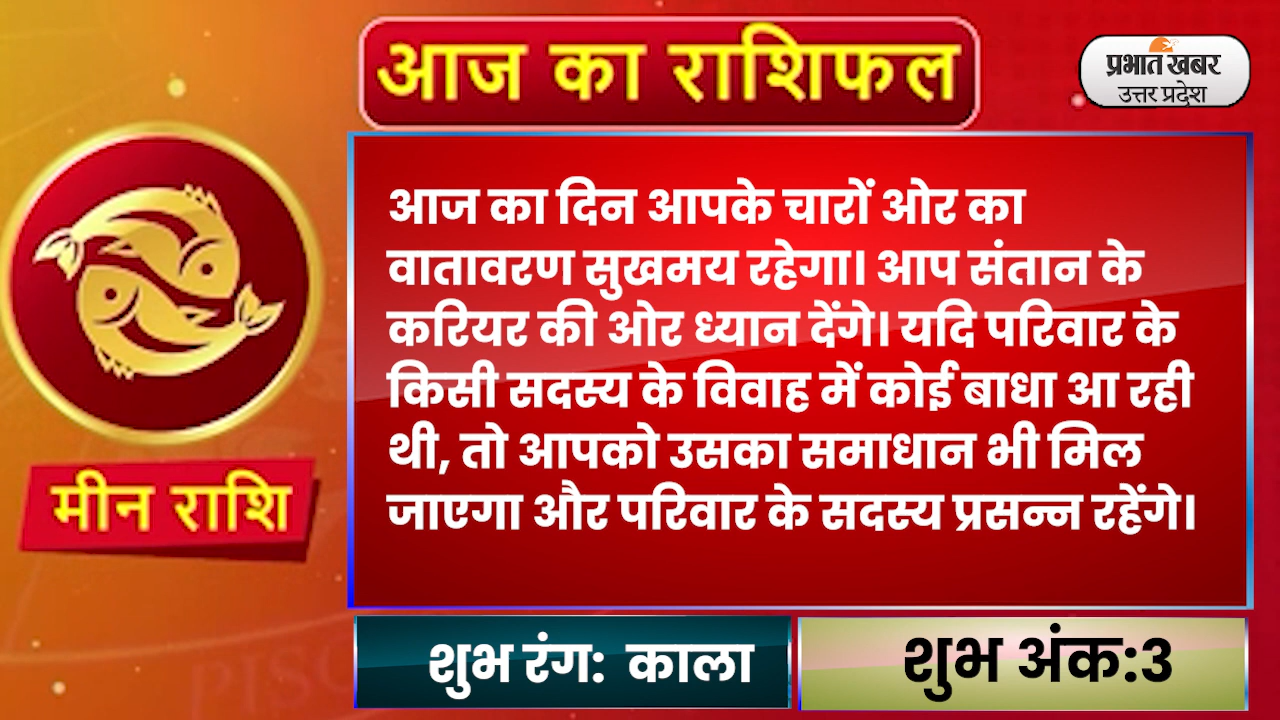 आज का राशिफल
प्रभात खबर
उत्तर प्रदेश
आज का दिन आपके चारों ओर का
वातावरण सुखमय रहेगा। आप संतान के
करियर की ओर ध्यान देंगे। यदि परिवार के
किसी सदस्य के विवाह में कोई बाधा आ रही
थी, तो आपको उसका समाधान भी मिल
जाएगा और परिवार के सदस्य प्रसन्न रहेंगे।
मीन राशि
शुभ रंग: काला
शुभ अंक:3